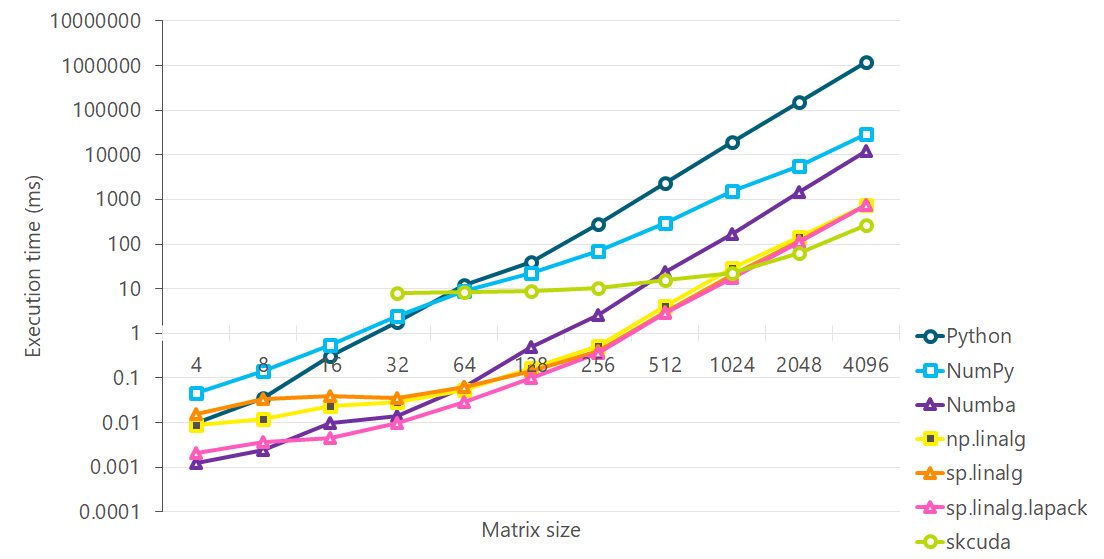 10000000
1000000
100000
10000
1000
100
10
1
0.1
0.01
0.001
0.0001
Execution time (ms)
4 8 16 32 64 128 256 512 1024 2048 4096
Matrix size
Python
NumPy
Numba
np.linalg
sp.linalg
sp.linalg.lapack
skcuda